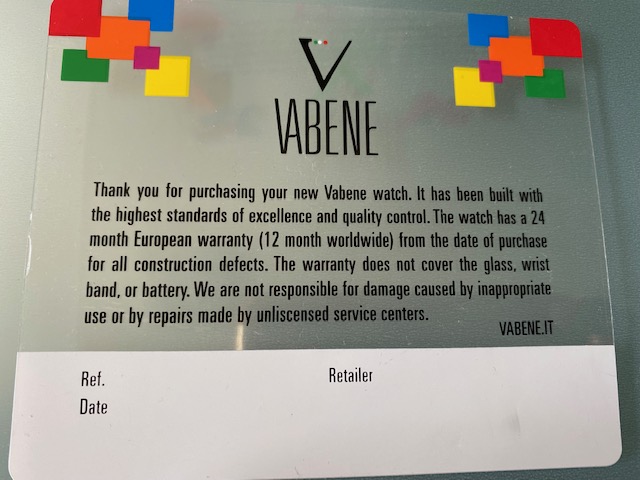 VABENE
Thank you for purchasing your new Vabene watch. It has been built with
the highest standards of excellence and quality control. The watch has a 24
month European warranty (12 month worldwide) from the date of purchase
for all construction defects. The warranty does not cover the glass, wrist
band, or battery. We are not responsible for damage caused by inappropriate
use or by repairs made by unliscensed service centers.
VABENE.IT
Ref.
Retailer
Date